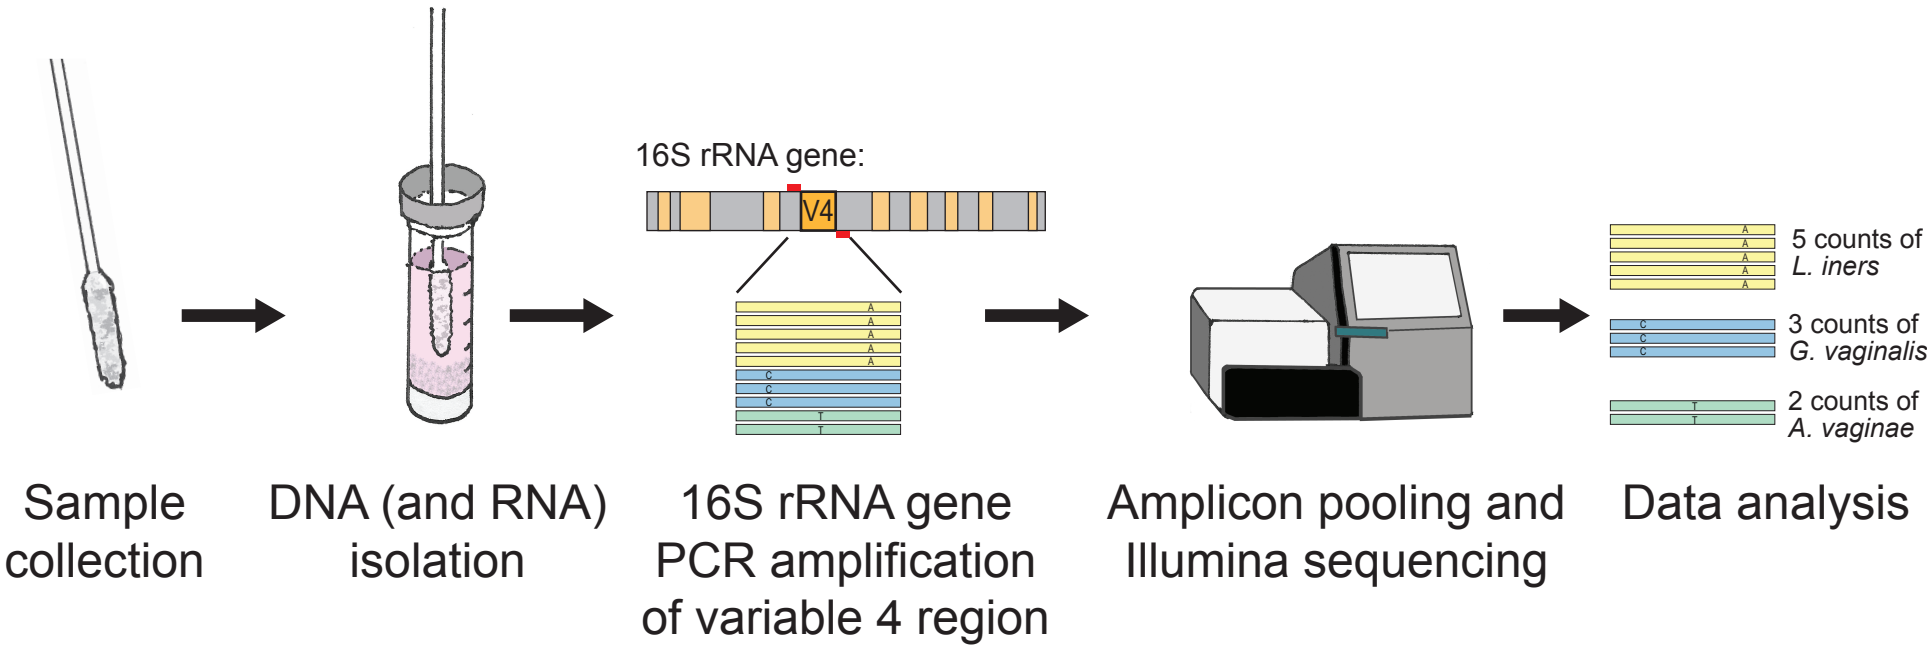 16S rRNA gene:
V4
A
A
A
A
A
C
C
C
T
T
A
A
A
A
A
5 counts of
L. iners
C
C
C
3 counts of
G. vaginalis
T
T
2 counts of
A. vaginae
Sample
collection
DNA (and RNA)
isolation
16S rRNA gene
PCR amplification
of variable 4 region
Amplicon pooling and
Illumina sequencing
Data analysis